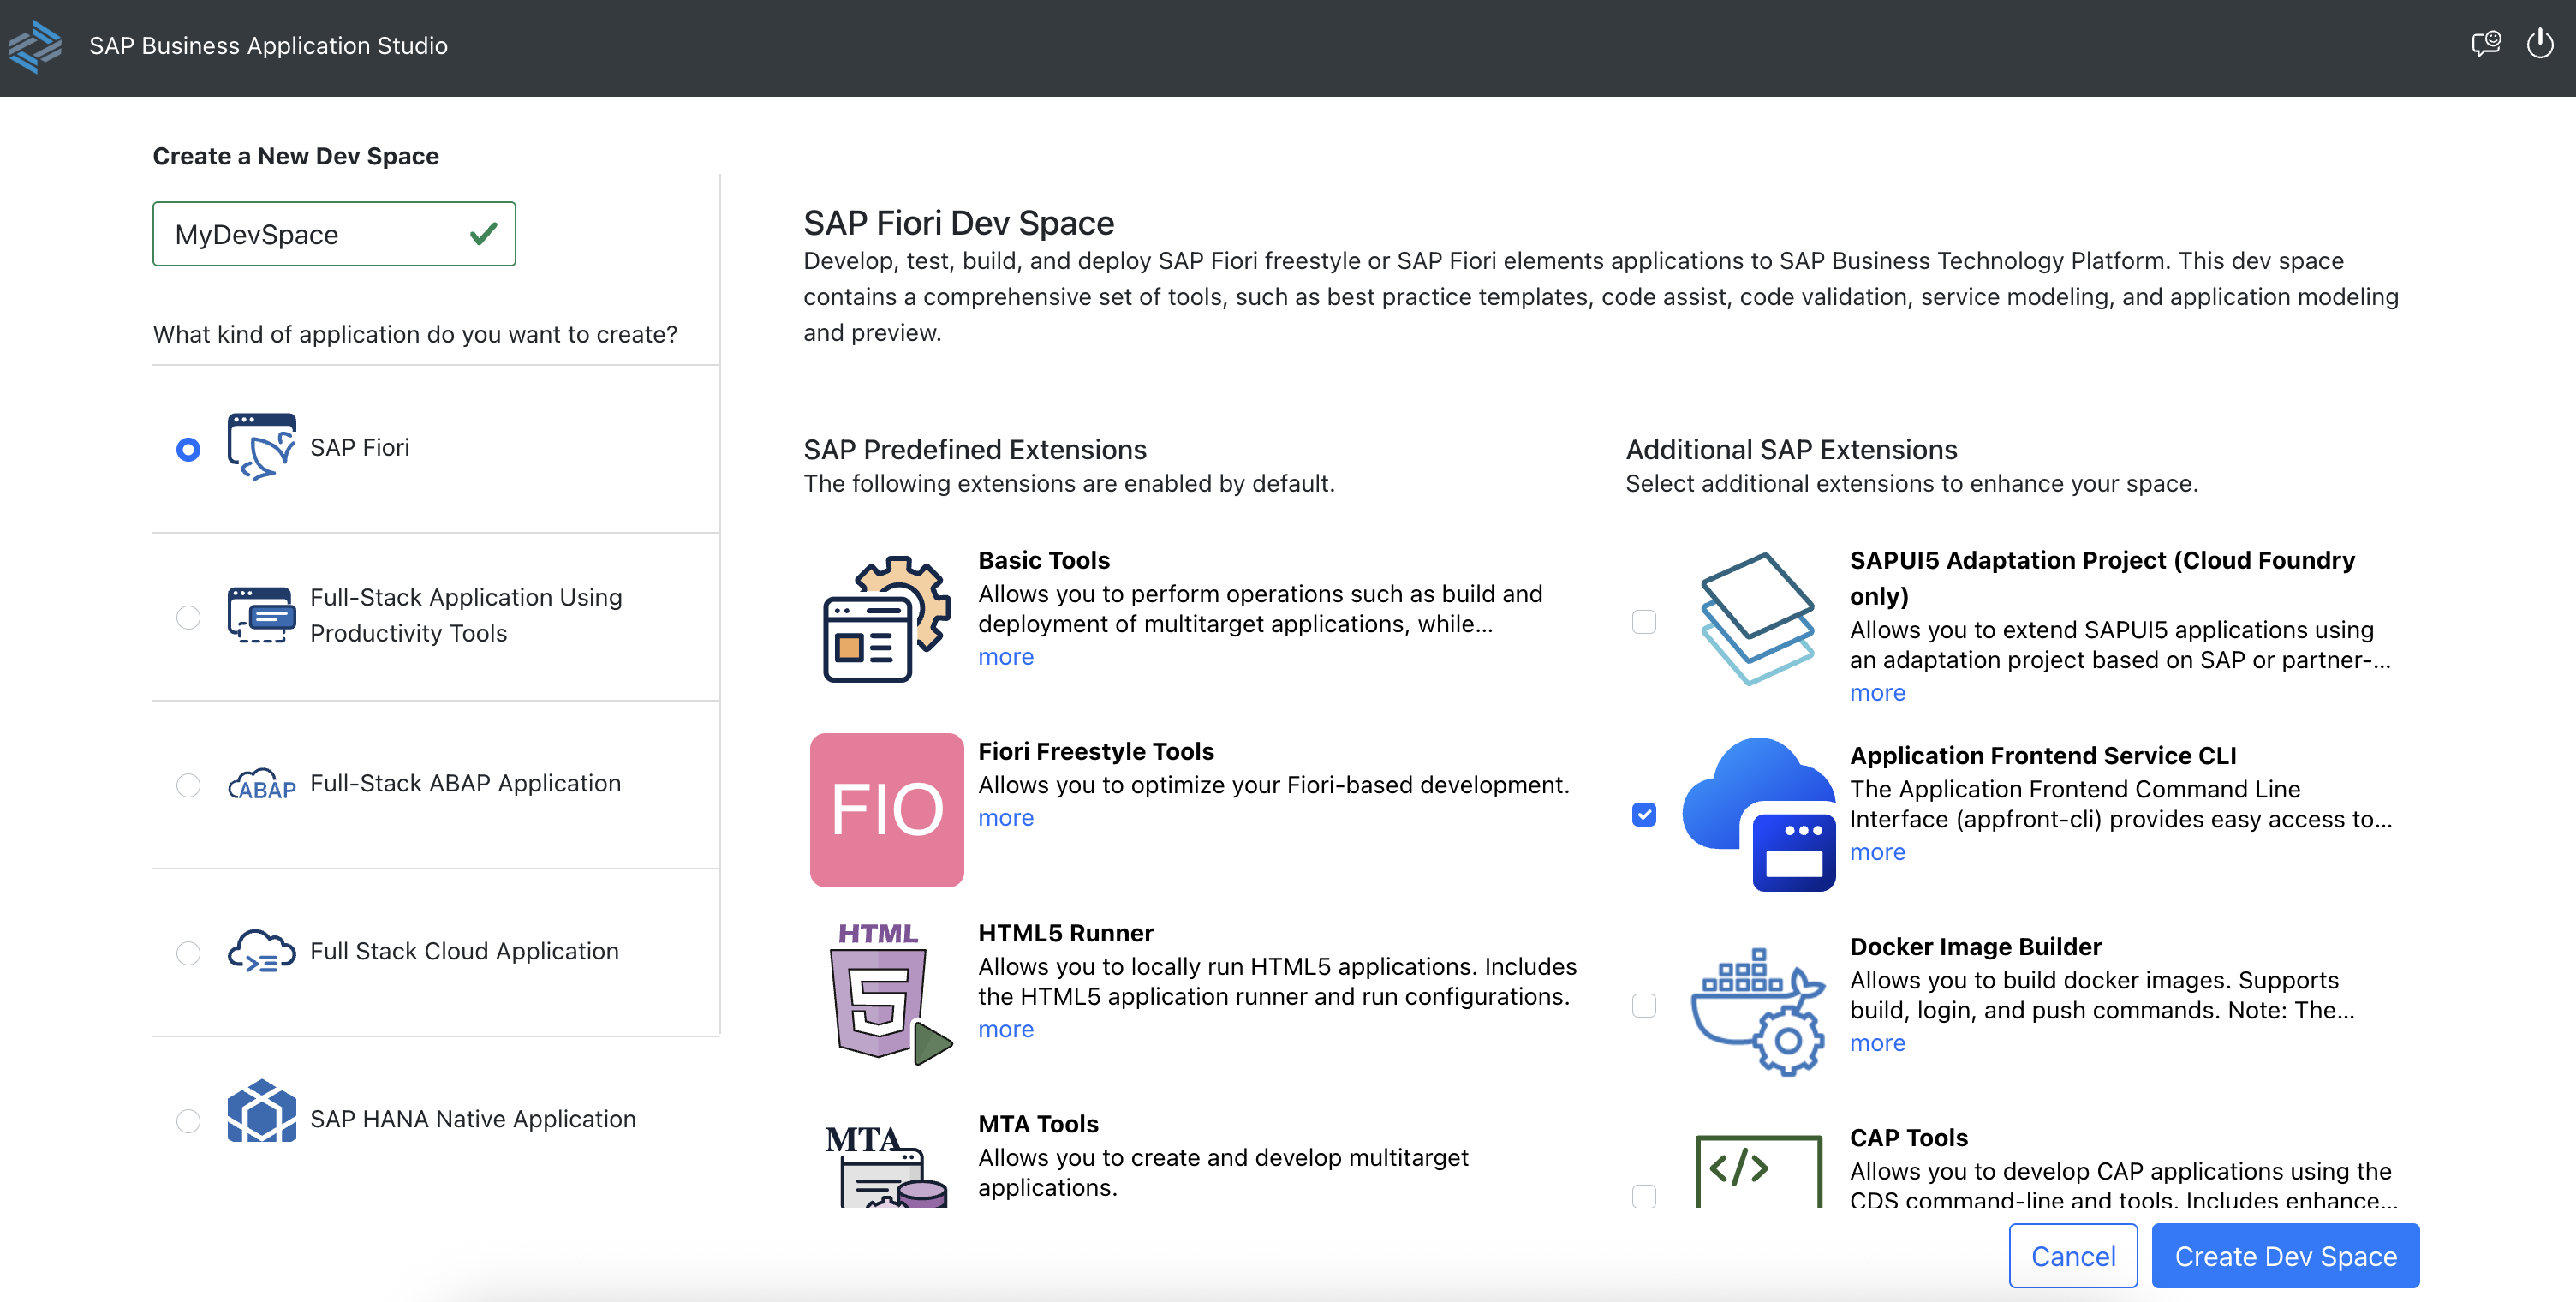 SAP Business Application Studio
Create a New Dev Space
MyDevSpace
What kind of application do you want to create?
SAP Fiori
Full-Stack Application Using
Productivity Tools
ABAP
Full-Stack ABAP Application
Full Stack Cloud Application
SAP HANA Native Application
SAP Fiori Dev Space
Develop, test, build, and deploy SAP Fiori freestyle or SAP Fiori elements applications to SAP Business Technology Platform. This dev space
contains a comprehensive set of tools, such as best practice templates, code assist, code validation, service modeling, and application modeling
and preview.
SAP Predefined Extensions
The following extensions are enabled by default.
Basic Tools
Allows you to perform operations such as build and
deployment of multitarget applications, while...
more
FIO
Fiori Freestyle Tools
Allows you to optimize your Fiori-based development.
more
HTML
5
HTML5 Runner
Allows you to locally run HTML5 applications. Includes
the HTML5 application runner and run configurations.
more
MTA
MTA Tools
Allows you to create and develop multitarget
applications.
Additional SAP Extensions
Select additional extensions to enhance your space.
SAPUI5 Adaptation Project (Cloud Foundry
only)
Allows you to extend SAPUI5 applications using
an adaptation project based on SAP or partner-...
more
Application Frontend Service CLI
The Application Frontend Command Line
Interface (appfront-cli) provides easy access to...
more
Docker Image Builder
Allows you to build docker images. Supports
build, login, and push commands. Note: The...
more
</>
CAP Tools
Allows you to develop CAP applications using the
CDS command-line and tools. Includes enhance...
Cancel
Create Dev Space